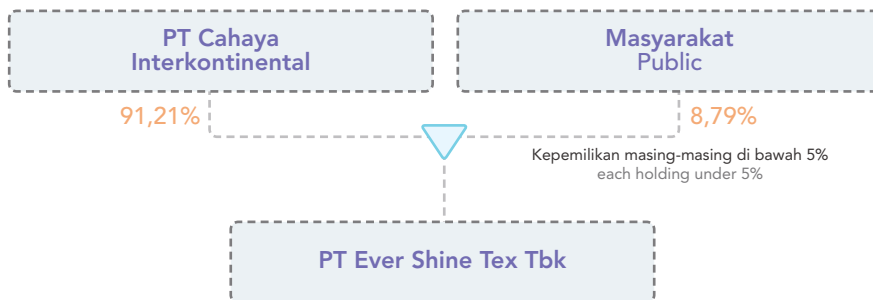 PT Cahaya
Interkontinental
Masyarakat
Public
91,21%
8,79%
Kepemilikan masing-masing di bawah 5%
each holding under 5%
PT Ever Shine Tex Tbk